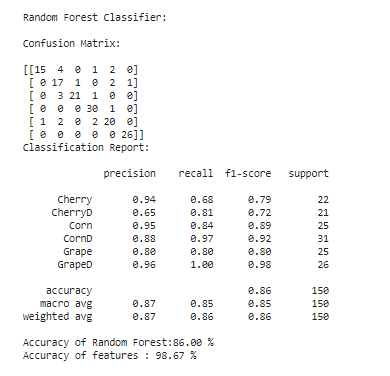 Random Forest Classifier:
Confusion Matrix:
[[15 4 0 1 2 0]
[ 0 17 1 0 2 1]
[ 0 3 21 1 0 0]
[ 0 0 0 30 1 0]
[ 1 2 0 2 20 0]
[ 0 0 0 0 0 26]]
Classification Report:
precision recall f1-score support
Cherry 0.94 0.68 0.79 22
CherryD 0.65 0.81 0.72 21
Corn 0.95 0.84 0.89 25
CornD 0.88 0.97 0.92 31
Grape 0.80 0.80 0.80 25
GrapeD 0.96 1.00 0.98 26
accuracy 0.86 150
macro avg 0.87 0.85 0.85 150
weighted avg 0.87 0.86 0.86 150
Accuracy of Random Forest:86.00 %
Accuracy of features : 98.67 %